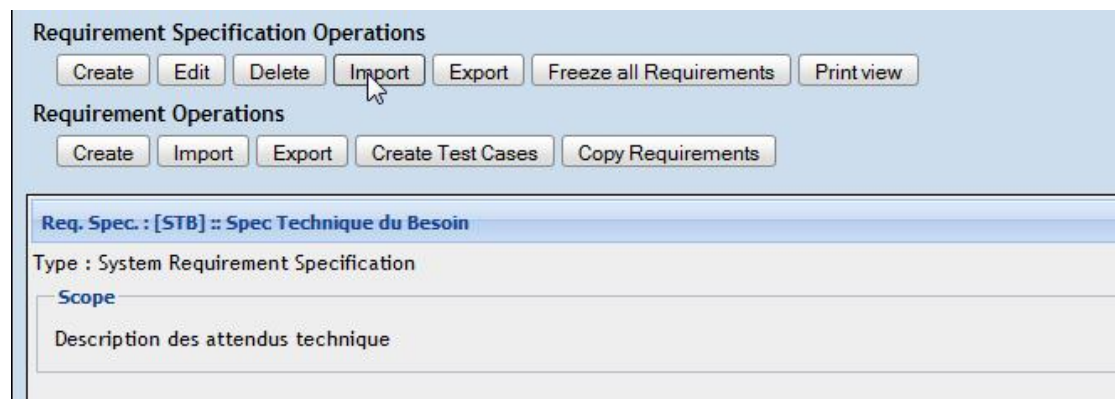 Requirement Specification Operations
Create Edit Delete Import Export Freeze all Requirements Print view
Requirement Operations
Create Import Export Create Test Cases Copy Requirements
Req. Spec. : [STB] :: Spec Technique du Besoin
Type : System Requirement Specification
Scope
Description des attendus technique